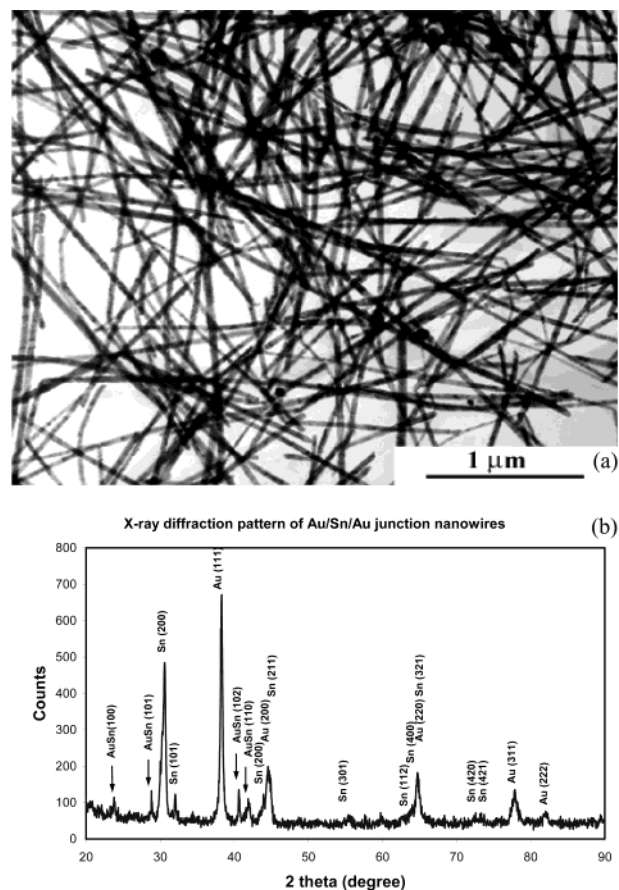 1 μm
(a)
X-ray diffraction pattern of Au/Sn/Au junction nanowires
(b)
Counts
800
700
600
500
400
300
200
100
0
AuSn(100)
AuSn (101)
Sn (200)
Sn (101)
Au (111)
AuSn (102)
AuSn (110)
Sn (200)
Au (200)
Sn (211)
Sn (301)
Sn (112)
Sn (400)
Au (220) Sn (321)
Sn (420)
Sn (421)
Au (311)
Au (222)
20 30 40 50 60 70 80 90
2 theta (degree)